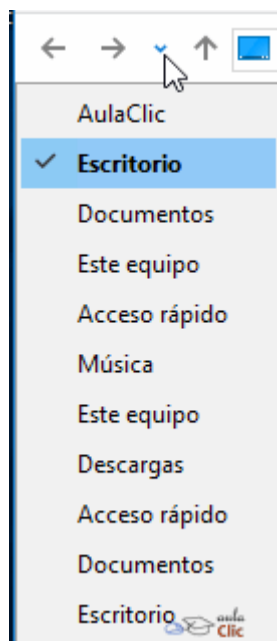 AulaClic
Escritorio
Documentos
Este equipo
Acceso rápido
Música
Este equipo
Descargas
Acceso rápido
Documentos
Escritorio
aula
Clic